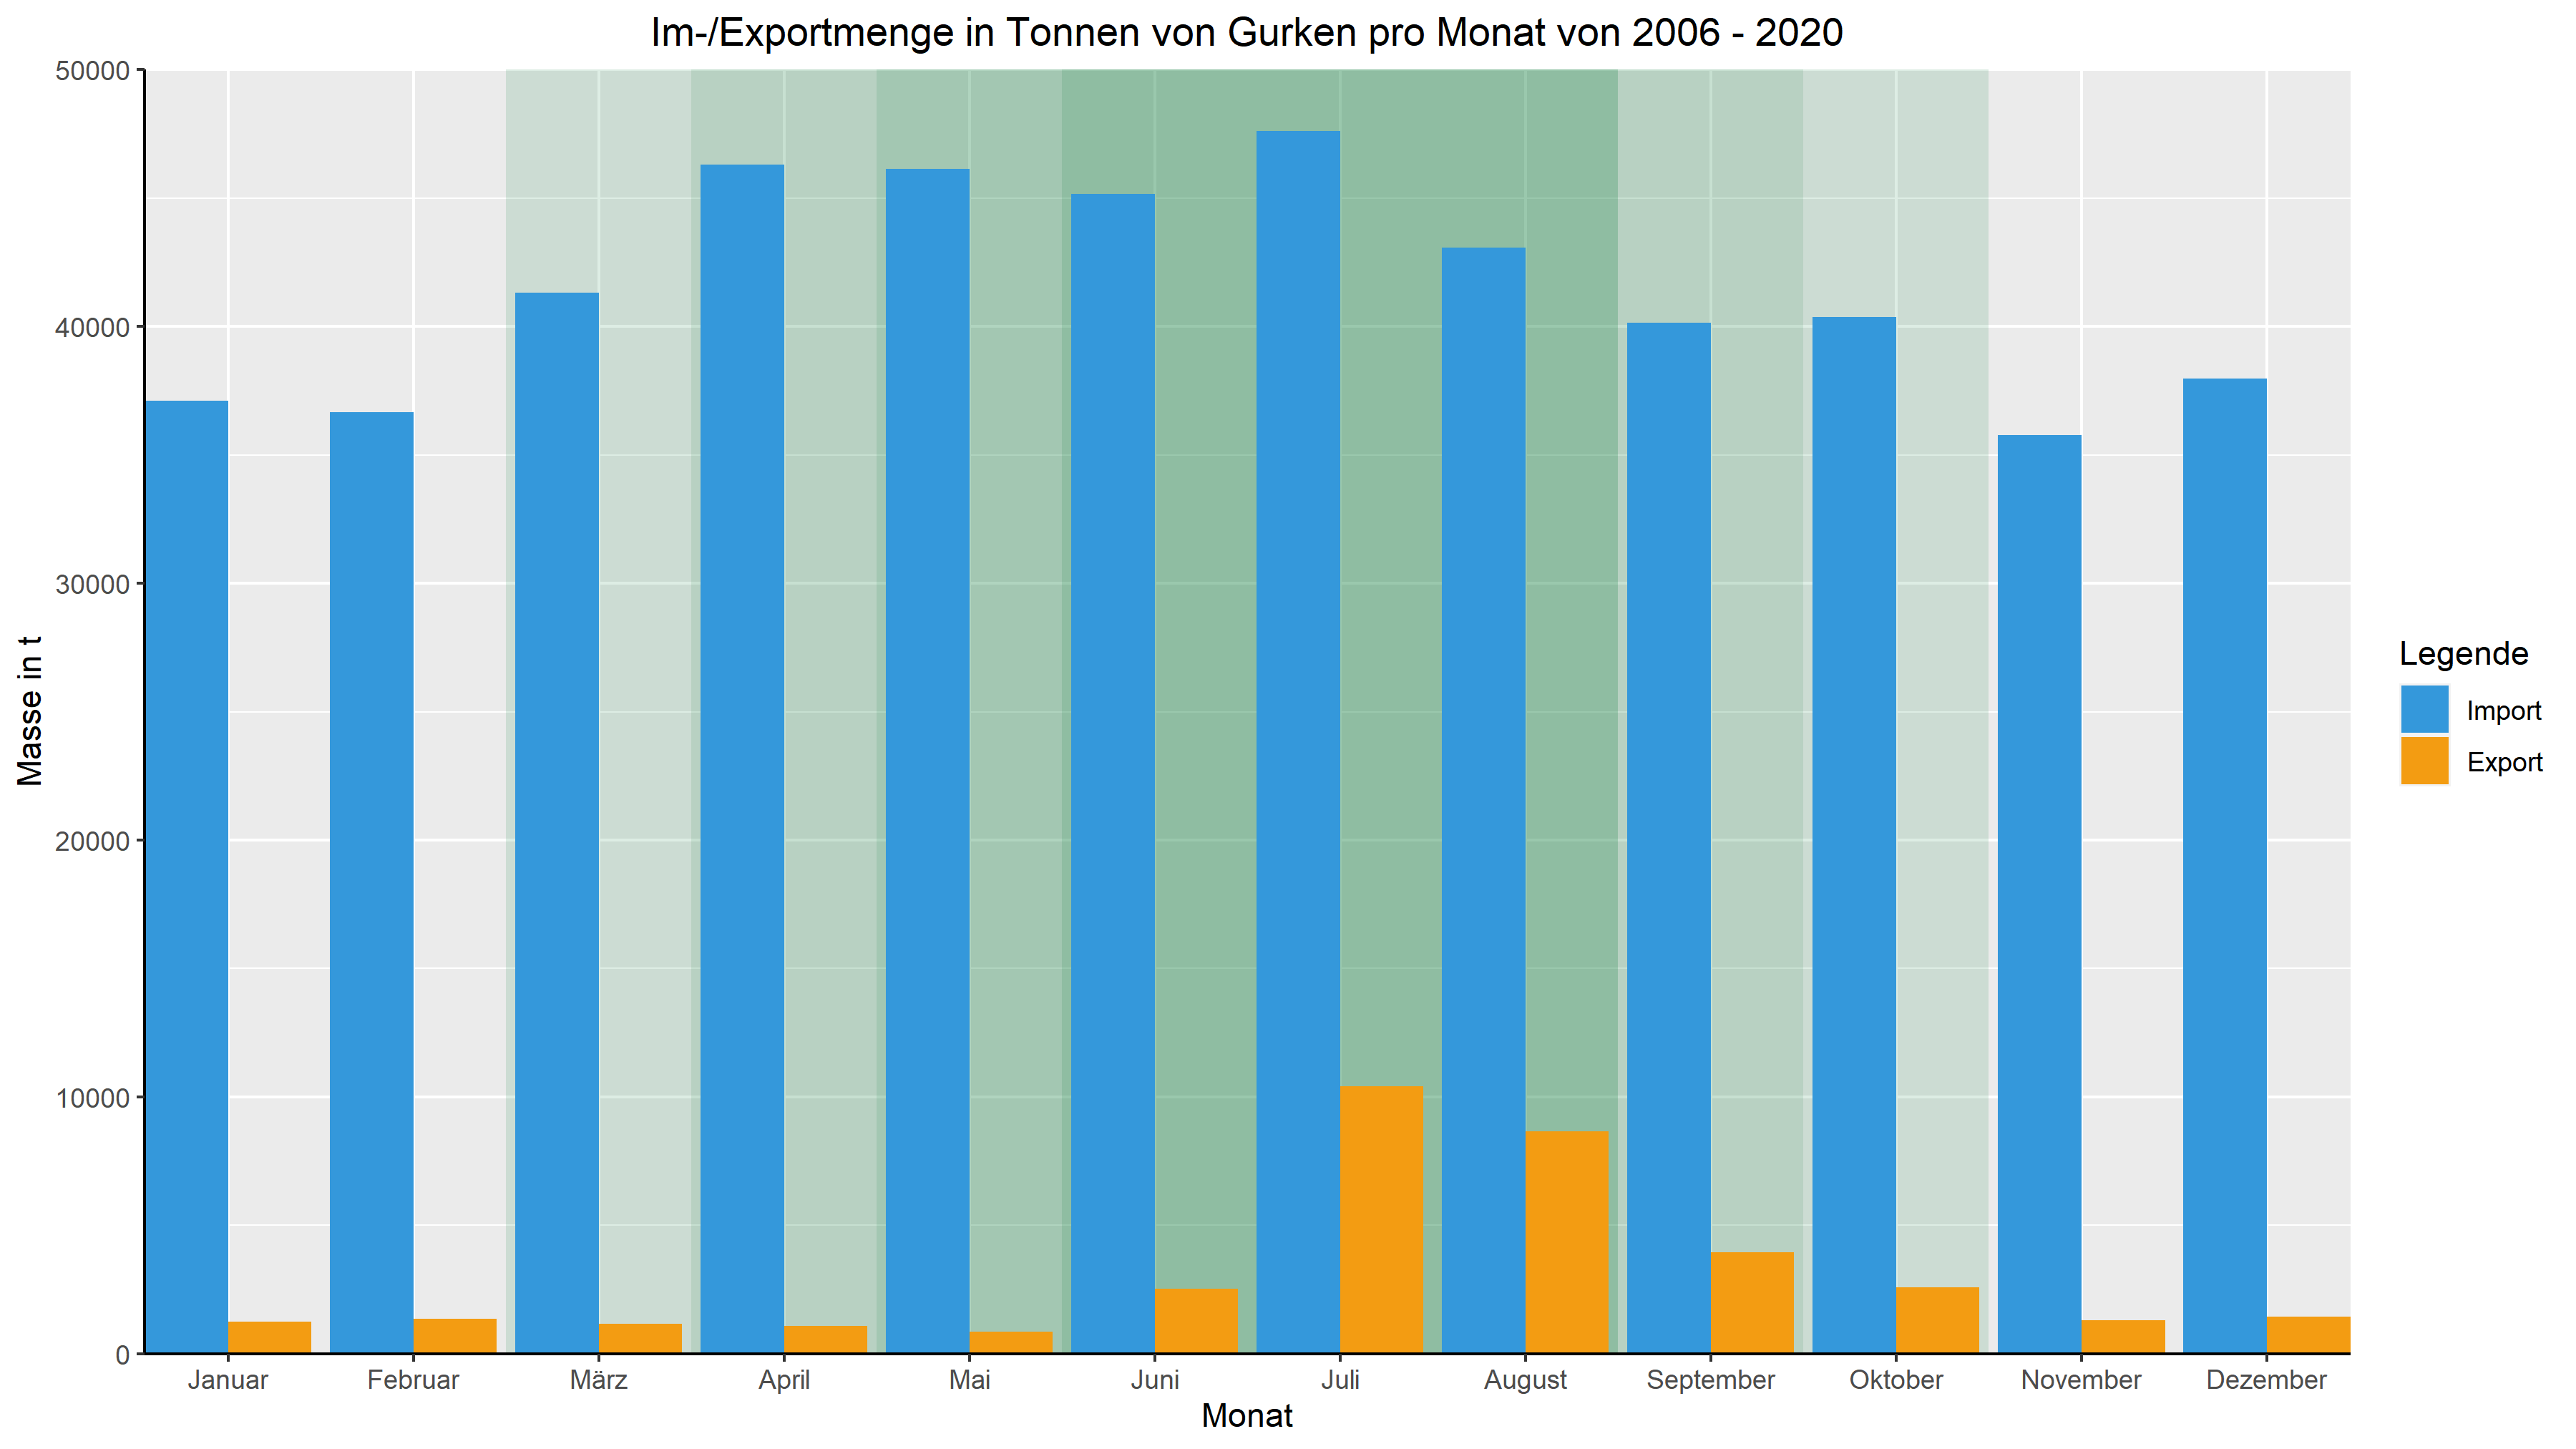 Im-/Exportmenge in Tonnen von Gurken pro Monat von 2006 - 2020
50000
40000
30000
20000
10000
0
Masse in t
Januar Februar März April Mai Juni Juli August September Oktober November Dezember
Monat
Legende
Import
Export